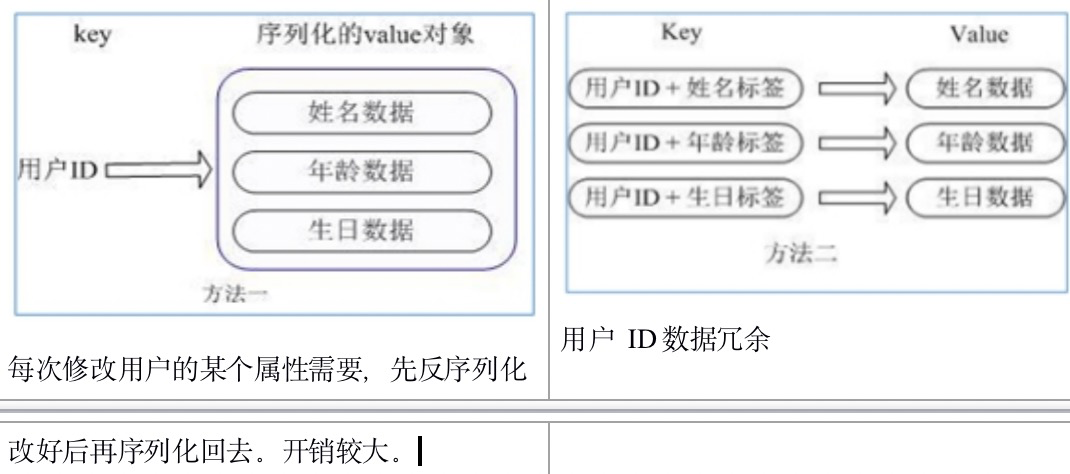 key 序列化的value对象
用户ID
姓名数据
年龄数据
生日数据
方法一
每次修改用户的某个属性需要，先反序列化
改好后再序列化回去。开销较大。
Key Value
用户ID + 姓名标签 姓名数据
用户ID + 年龄标签 年龄数据
用户ID + 生日标签 生日数据
方法二
用户 ID 数据冗余